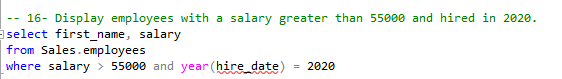 -- 16- Display employees with a salary greater than 55000 and hired in 2020.
select first_name, salary
from Sales.employees
where salary > 55000 and year(hire_date) = 2020